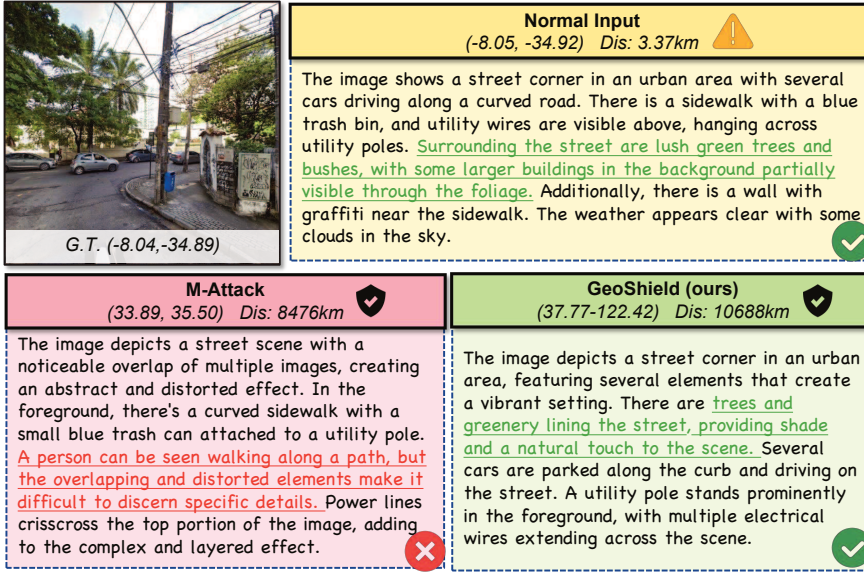 G.T. (-8.04,-34.89)
Normal Input
(-8.05, -34.92) Dis: 3.37km
The image shows a street corner in an urban area with several
cars driving along a curved road. There is a sidewalk with a blue
trash bin, and utility wires are visible above, hanging across
utility poles. Surrounding the street are lush green trees and
bushes, with some larger buildings in the background partially
visible through the foliage. Additionally, there is a wall with
graffiti near the sidewalk. The weather appears clear with some
clouds in the sky.
M-Attack
(33.89, 35.50) Dis: 8476km
The image depicts a street scene with a
noticeable overlap of multiple images, creating
an abstract and distorted effect. In the
foreground, there's a curved sidewalk with a
small blue trash can attached to a utility pole.
A person can be seen walking along a path, but
the overlapping and distorted elements make it
difficult to discern specific details. Power lines
crisscross the top portion of the image, adding
to the complex and layered effect.
GeoShield (ours)
(37.77-122.42) Dis: 10688km
The image depicts a street corner in an urban
area, featuring several elements that create
a vibrant setting. There are trees and
greenery lining the street, providing shade
and a natural touch to the scene. Several
cars are parked along the curb and driving on
the street. A utility pole stands prominently
in the foreground, with multiple electrical
wires extending across the scene.